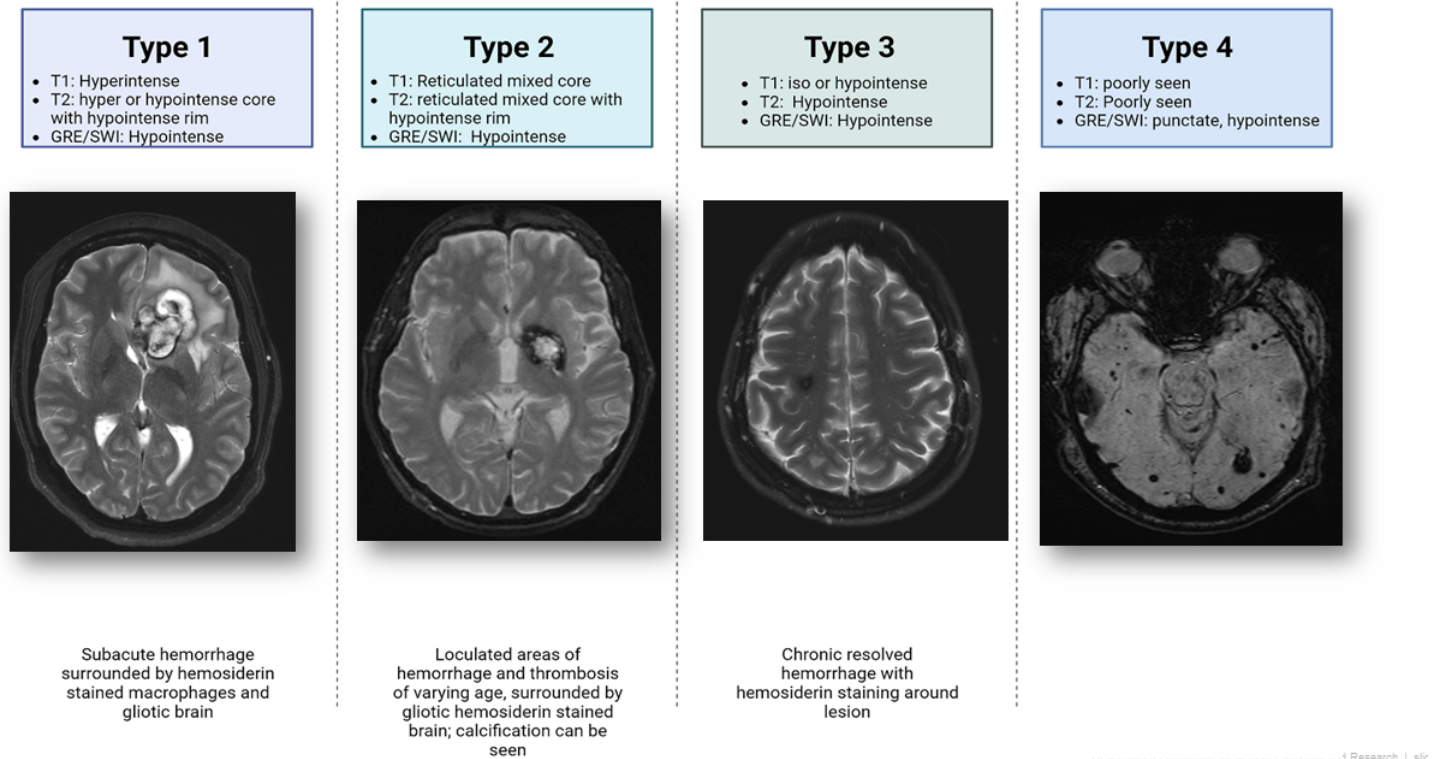 Type 1
• T1: Hyperintense
• T2: hyper or hypointense core
with hypointense rim
• GRE/SWI: Hypointense
Type 2
• T1: Reticulated mixed core
• T2: reticulated mixed core with
hypointense rim
• GRE/SWI:  Hypointense
Type 3
• T1: iso or hypointense
• T2:  Hypointense
• GRE/SWI: Hypointense
Type 4
• T1: poorly seen
• T2: Poorly seen
• GRE/SWI: punctate, hypointense
Subacute hemorrhage
surrounded by hemosiderin
stained macrophages and
gliotic brain
Loculated areas of
hemorrhage and thrombosis
of varying age, surrounded by
gliotic hemosiderin stained
brain; calcification can be
seen
Chronic resolved
hemorrhage with
hemosiderin staining around
lesion
Research |